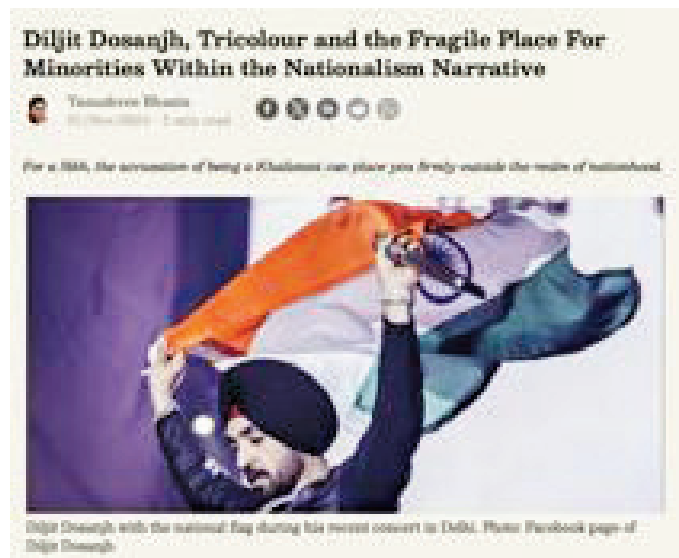 Diljit Dosanjh, Tricolour and the Fragile Place For
Minorities Within the Nationalism Narrative
For a Sikh, the accusation of being a Khalistani can place you firmly outside the realm of nationhood.
Diljit Dosanjh with the national flag during his recent concert in Delhi. Photo: Facebook page of
Diljit Dosanjh